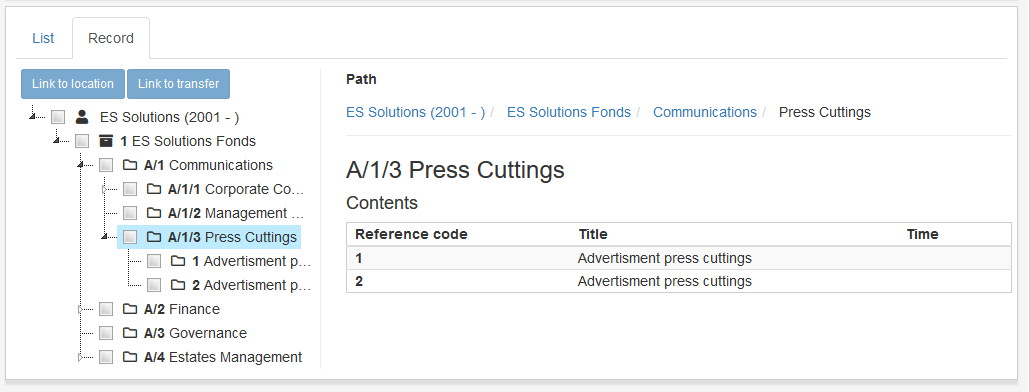 List
Record
Link to location
Link to transfer
ES Solutions (2001 - )
1 ES Solutions Fonds
A/1 Communications
A/1/1 Corporate Co...
A/1/2 Management ...
A/1/3 Press Cuttings
1 Advertisment p...
2 Advertisment p...
A/2 Finance
A/3 Governance
A/4 Estates Management
Path
ES Solutions (2001 - ) / ES Solutions Fonds / Communications / Press Cuttings
A/1/3 Press Cuttings
Contents
Reference code Title Time
1 Advertisment press cuttings
2 Advertisment press cuttings